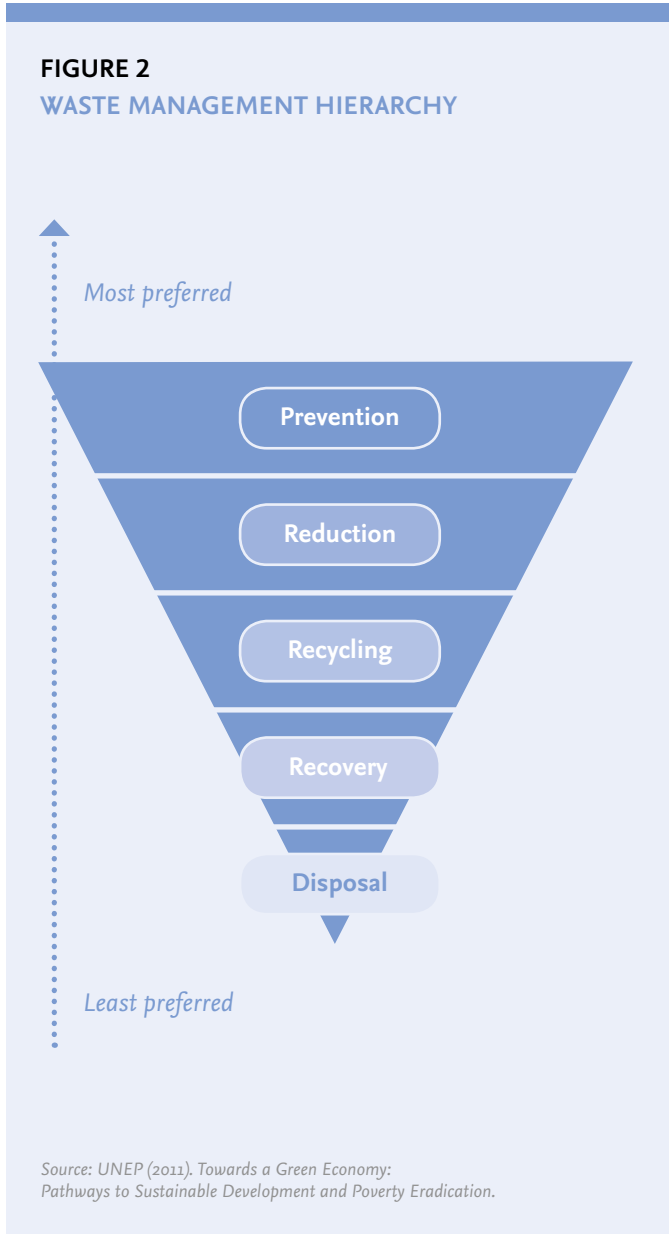 FIGURE 2
WASTE MANAGEMENT HIERARCHY
Most preferred
Prevention
Reduction
Recycling
Recovery
Disposal
Least preferred
Source: UNEP (2011). Towards a Green Economy:
Pathways to Sustainable Development and Poverty Eradication.